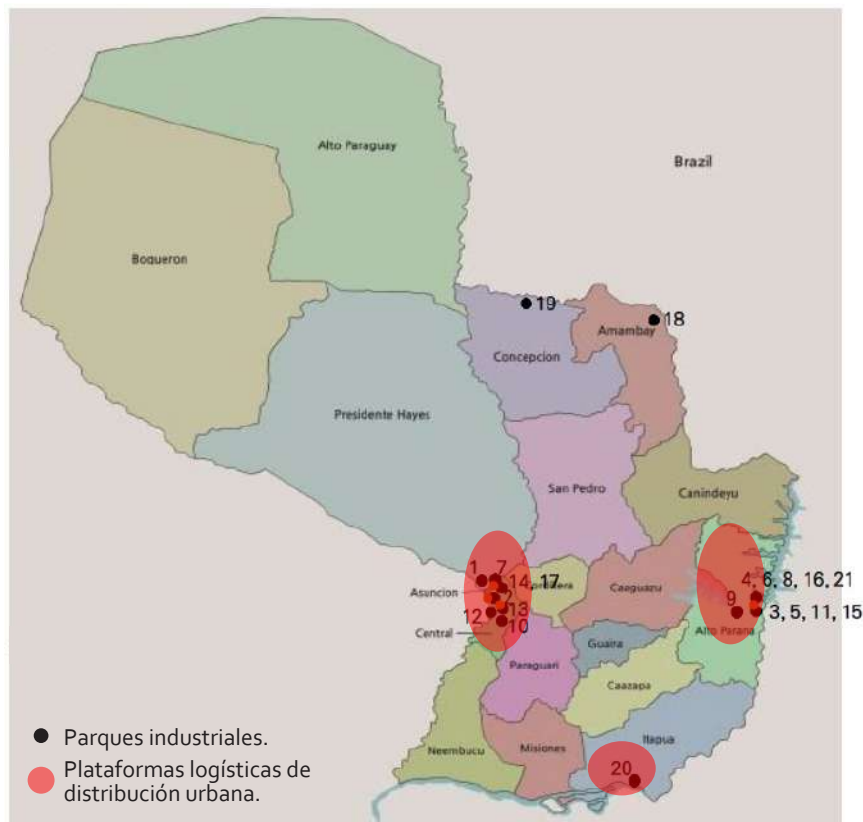 Alto Paraguay
Brazil
Boqueron
19
18
Amambay
Concepcion
Presidente Hayes
San Pedro
Canindeyu
1
7
14, 17
Caaguazu
4, 6, 8, 16, 21
Asuncion
2
9
12
13
3, 5, 11, 15
10
Central
Alto Parana
Guaira
Paraguari
Caazapa
Itapua
Neembucu
Misiones
20
Parques industriales.
Plataformas logísticas de
distribución urbana.